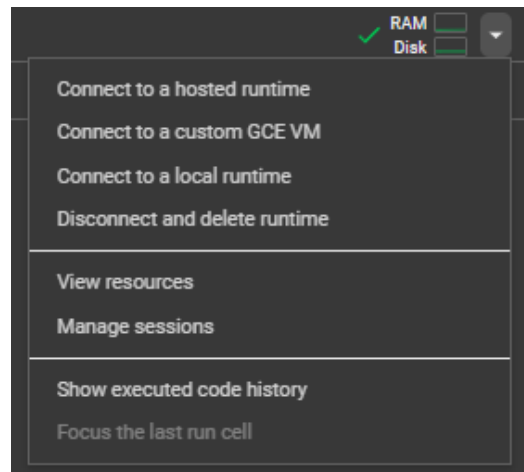 RAM
Disk
Connect to a hosted runtime
Connect to a custom GCE VM
Connect to a local runtime
Disconnect and delete runtime
View resources
Manage sessions
Show executed code history
Focus the last run cell